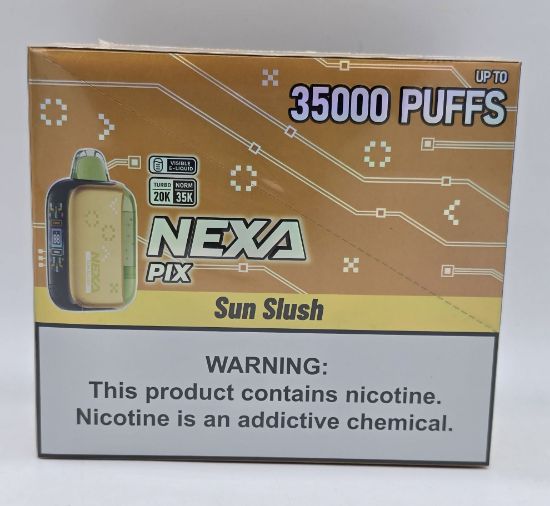 UP TO
35000 PUFFS
VISIBLE
E-LIQUID
TURBO NORM
20K 35K
NEXA
PIX
NEXA
Sun Slush
WARNING:
This product contains nicotine.
Nicotine is an addictive chemical.